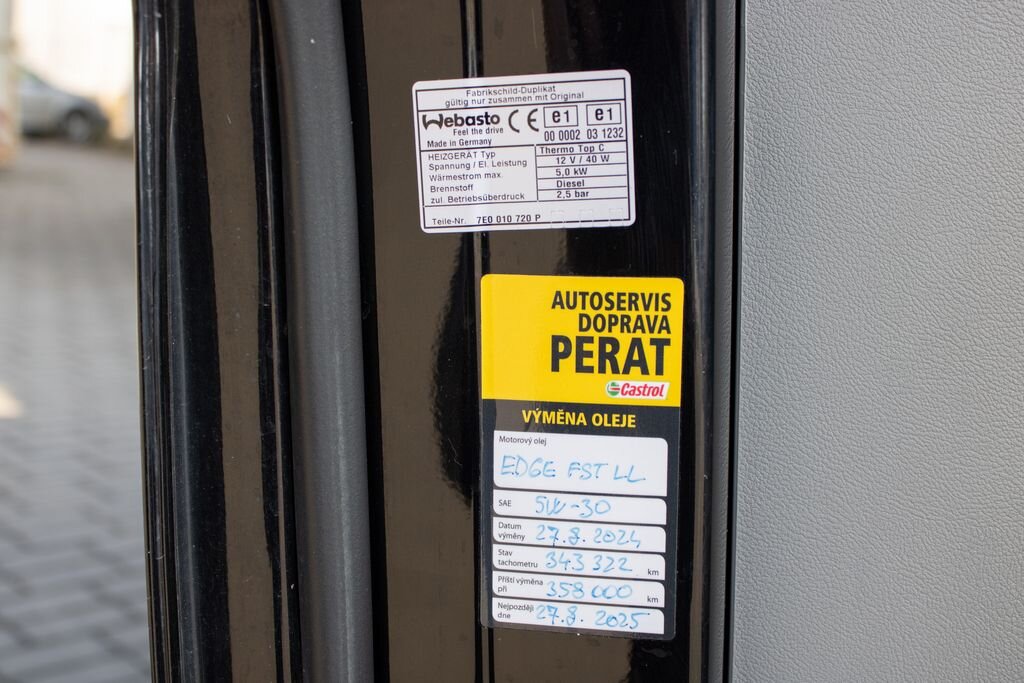 Fabrikschild-Duplikat
gültig nur zusammen mit Original
Webasto CE e1 e1
Feel the drive 00 0002 03 1232
Made in Germany
HEIZGERÄT Typ Thermo Top C
Spannung / El. Leistung 12 V / 40 W
Wärmestrom max. 5,0 kW
Brennstoff Diesel
zul. Betriebsüberdruck 2,5 bar
Teile-Nr. 7E0 010 720 P
AUTOSERVIS
DOPRAVA
PERAT
Castrol
VÝMĚNA OLEJE
Motorový olej
EDGE FST LL
SAE 5W-30
Datum výměny 27.8.2024
Stav tachometru 343 322 km
Příští výměna při 358 000 km
Nejpozději dne 27.8.2025